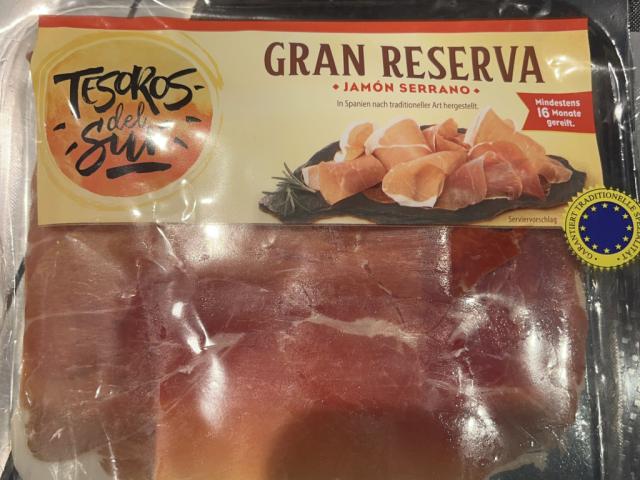 TESOROS
del
Sur
GRAN RESERVA
• JAMÓN SERRANO •
In Spanien nach traditioneller Art hergestellt.
Mindestens
16 Monate
gereift.
Serviervorschlag
GARANTIERT TRADITIONELLE